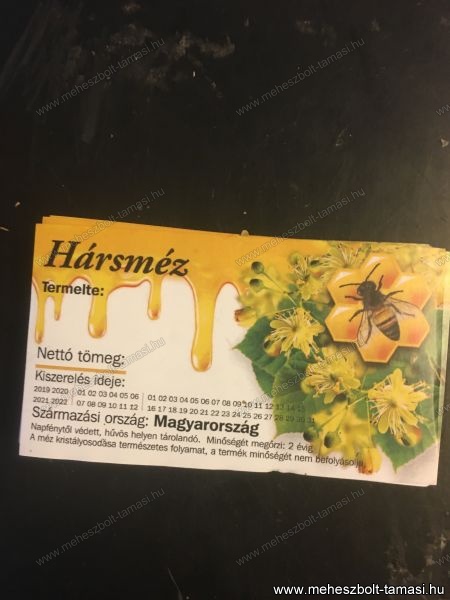 Hársméz
Termelte:
Nettó tömeg:
Kiszerelés ideje:
2019 2020 01 02 03 04 05 06 01 02 03 04 05 06 07 08 09 10 11 12 13 14 15
2021 2022 07 08 09 10 11 12 16 17 18 19 20 21 22 23 24 25 26 27 28 29 30 31
Származási ország: Magyarország
Napfénytől védett, hűvös helyen tárolandó. Minőségét megőrzi: 2 évig.
A méz kristályosodása természetes folyamat, a termék minőségét nem befolyásolja.
www.meheszbolt-tamasi.hu